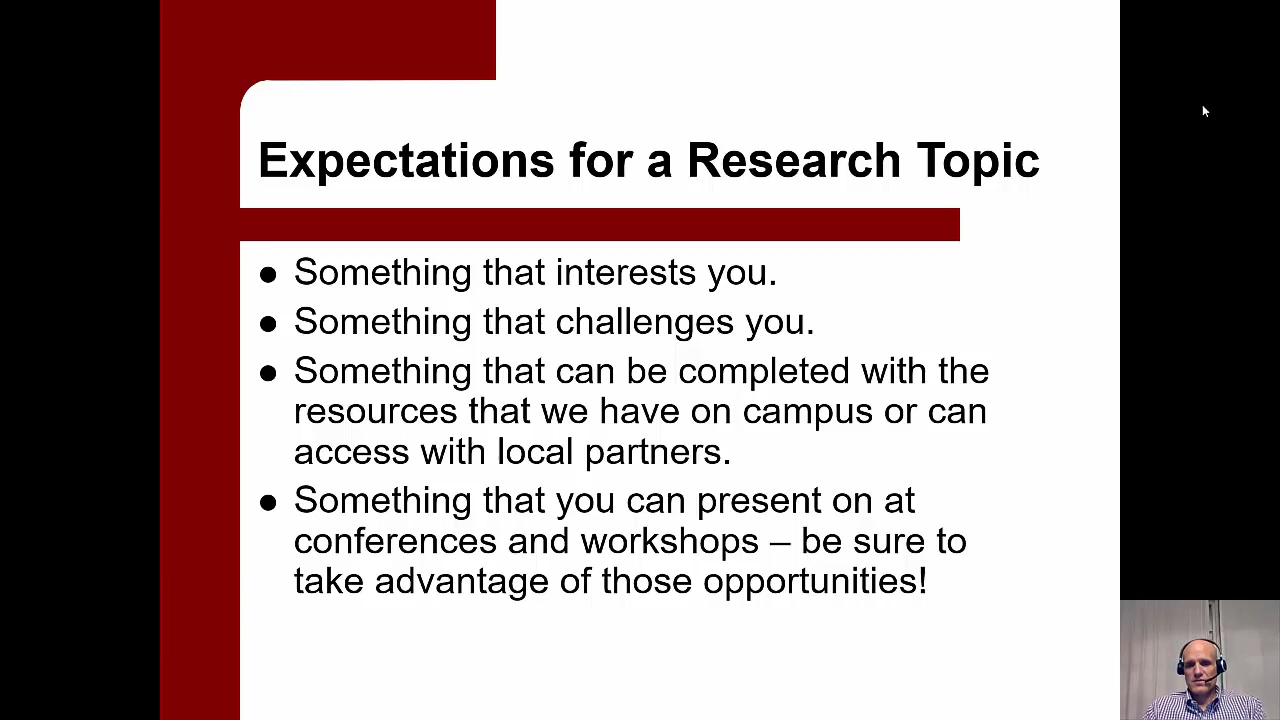 Expectations for a Research Topic
● Something that interests you.
● Something that challenges you.
● Something that can be completed with the
resources that we have on campus or can
access with local partners.
● Something that you can present on at
conferences and workshops – be sure to
take advantage of those opportunities!